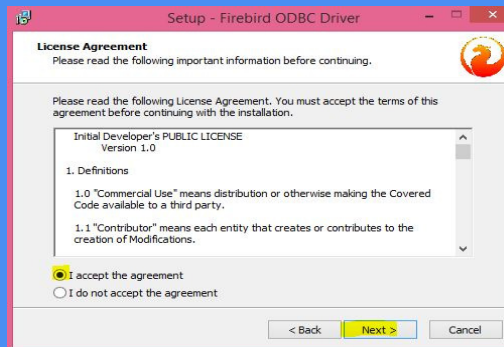 Setup - Firebird ODBC Driver
License Agreement
Please read the following important information before continuing.
Please read the following License Agreement. You must accept the terms of this
agreement before continuing with the installation.
Initial Developer's PUBLIC LICENSE
Version 1.0
1. Definitions
1.0 "Commercial Use" means distribution or otherwise making the Covered
Code available to a third party.
1.1 "Contributor" means each entity that creates or contributes to the
creation of Modifications.
I accept the agreement
I do not accept the agreement
< Back
Next >
Cancel